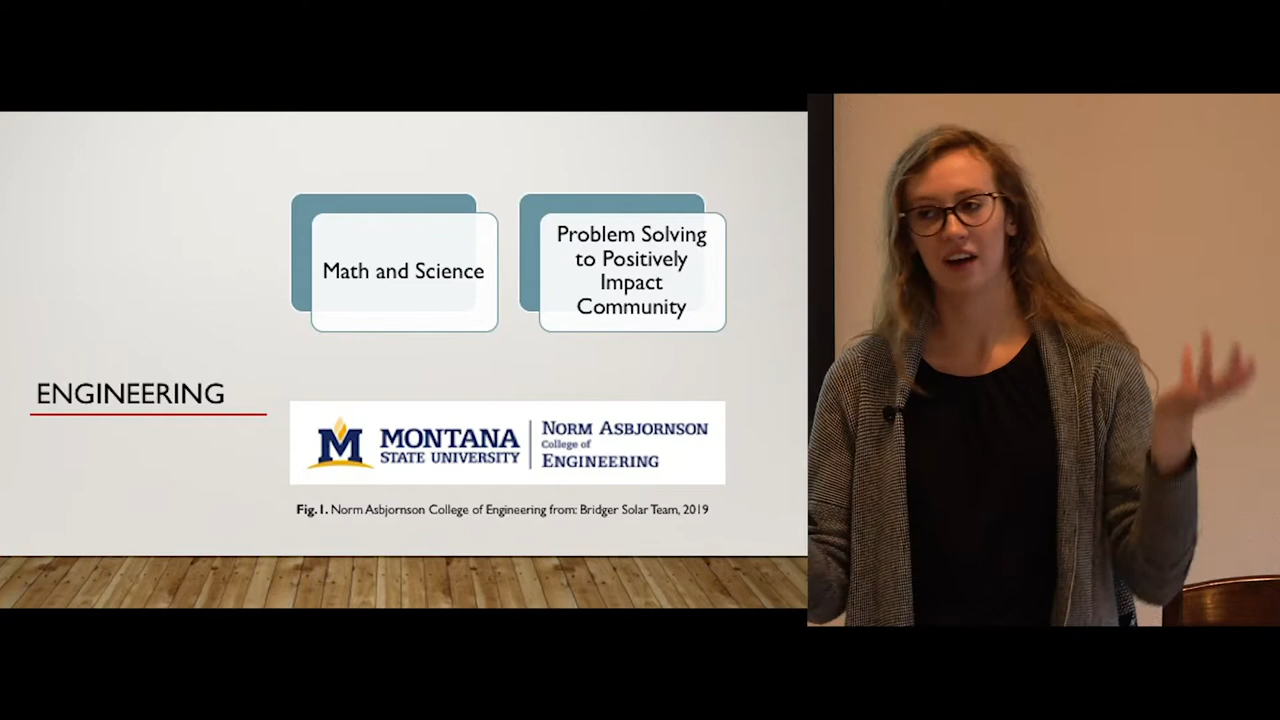 Math and Science
Problem Solving
to Positively
Impact
Community
ENGINEERING
M MONTANA
STATE UNIVERSITY
NORM ASBJORNSON
College of
ENGINEERING
Fig. 1. Norm Asbjornson College of Engineering from: Bridger Solar Team, 2019